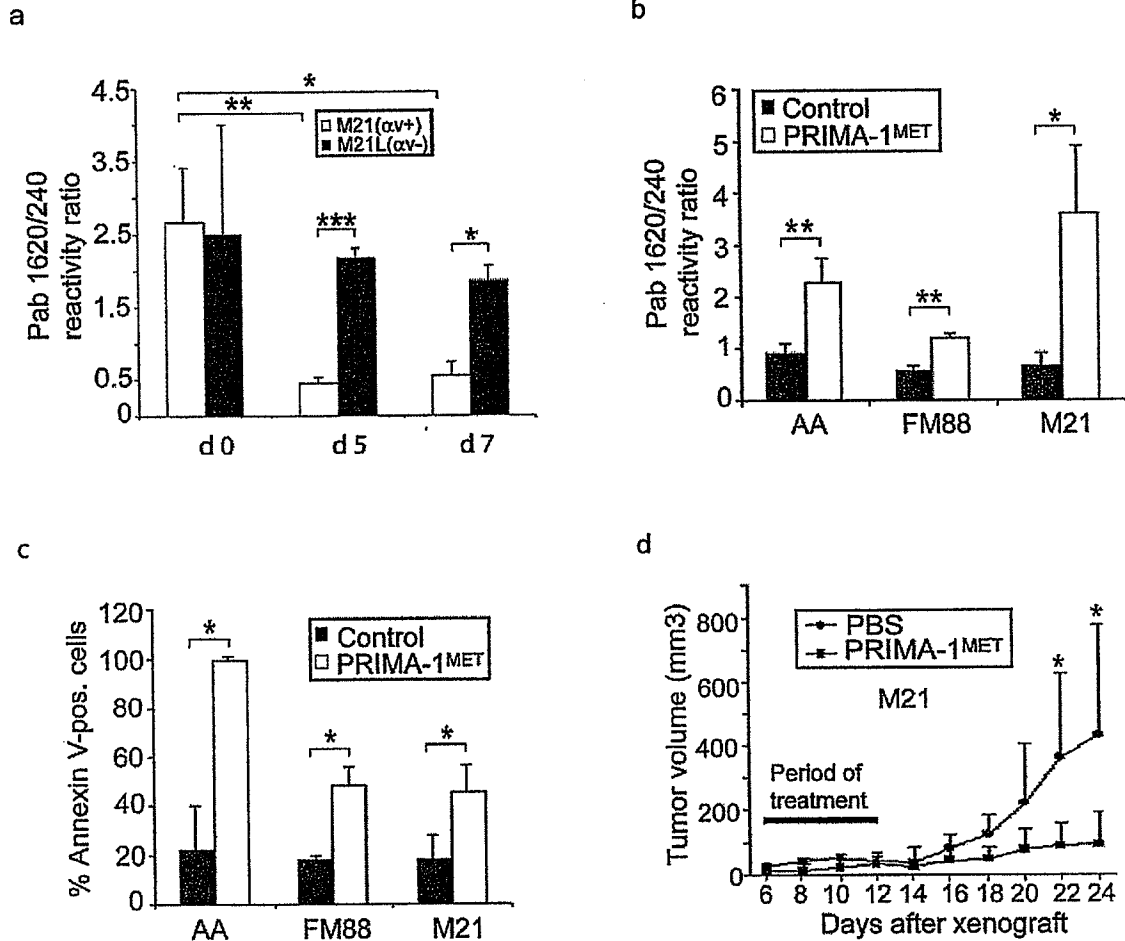 a
4.5
3.5
2.5
1.5
0.5
0
Pab 1620/240
reactivity ratio
*
**
***
*
□ M21(αv+)
■ M21L(αv-)
d0 d5 d7
b
6
5
4
3
2
1
0
Pab 1620/240
reactivity ratio
■ Control
□ PRIMA-1MET
**
**
*
AA FM88 M21
c
120
100
80
60
40
20
0
% Annexin V-pos. cells
■ Control
□ PRIMA-1MET
*
*
*
AA FM88 M21
d
800
600
400
200
0
Tumor volume (mm3)
PBS
PRIMA-1MET
M21
*
*
Period of
treatment
6 8 10 12 14 16 18 20 22 24
Days after xenograft